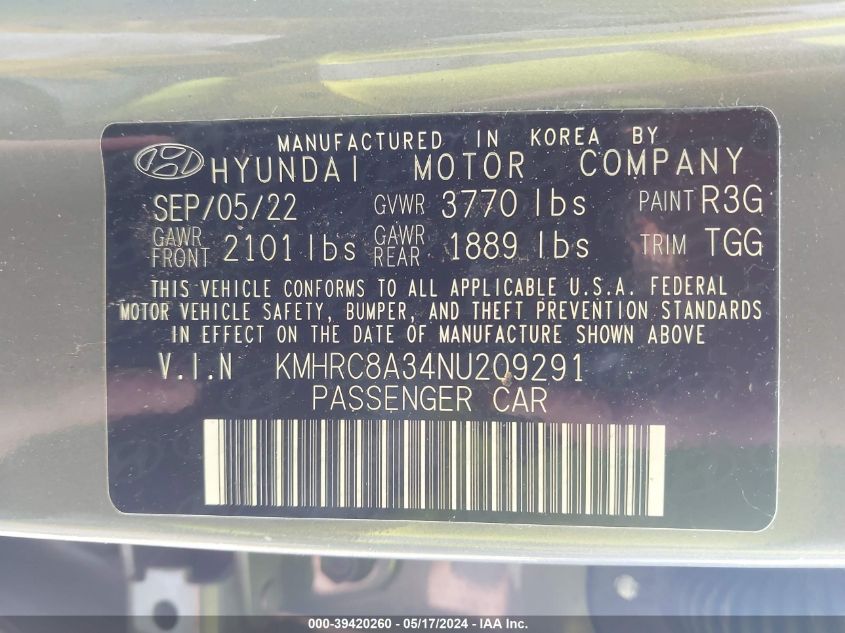 MANUFACTURED IN KOREA BY
HYUNDAI MOTOR COMPANY
SEP/05/22 GVWR 3770 lbs PAINT R3G
GAWR FRONT 2101 lbs GAWR REAR 1889 lbs TRIM TGG
THIS VEHICLE CONFORMS TO ALL APPLICABLE U.S.A. FEDERAL
MOTOR VEHICLE SAFETY, BUMPER, AND THEFT PREVENTION STANDARDS
IN EFFECT ON THE DATE OF MANUFACTURE SHOWN ABOVE
V.I.N KMHRC8A34NU209291
PASSENGER CAR
000-39420260 - 05/17/2024 - IAA Inc.